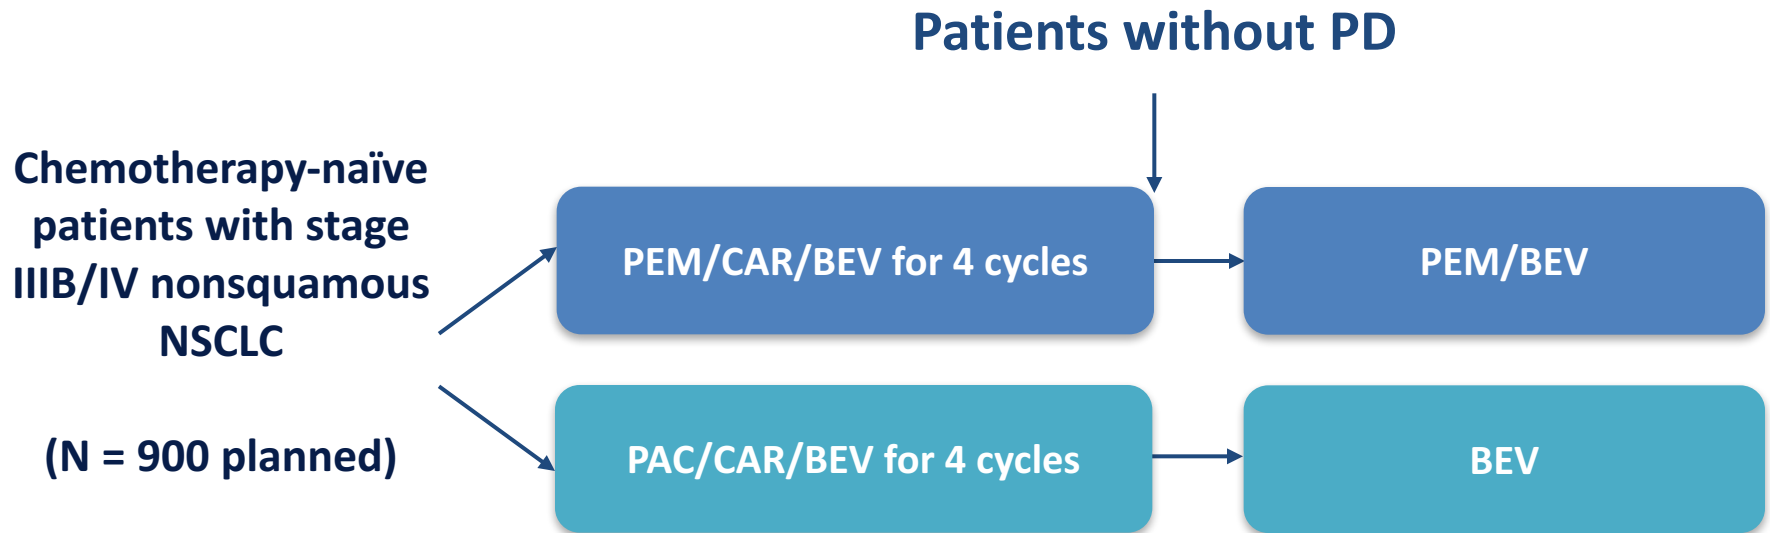 Patients without PD
Chemotherapy-naïve
patients with stage
IIIB/IV nonsquamous
NSCLC
(N = 900 planned)
PEM/CAR/BEV for 4 cycles
PEM/BEV
PAC/CAR/BEV for 4 cycles
BEV